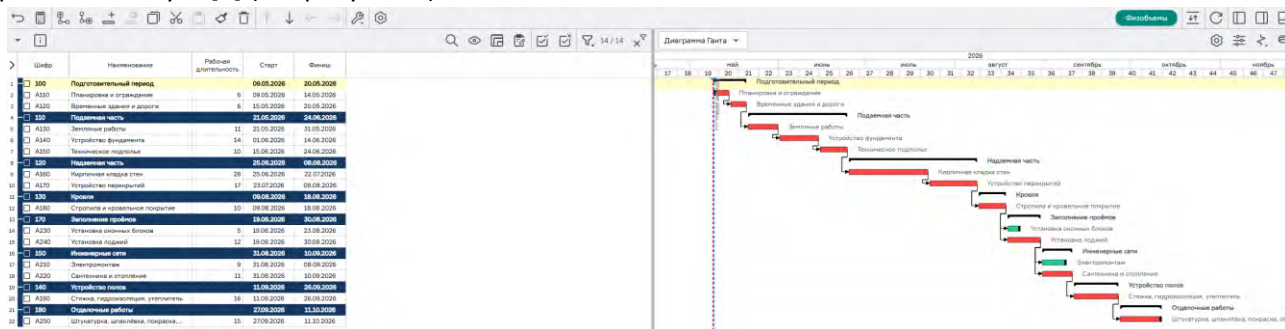 Физобъемы
14/14
Диаграмма Ганта
Шифр Наименование Рабочая длительность Старт Финиш
2026
май июнь июль август сентябрь октябрь ноябрь
17 18 19 20 21 22 23 24 25 26 27 28 29 30 31 32 33 34 35 36 37 38 39 40 41 42 43 44 45 46 47
1 100 Подготовительный период 09.05.2026 20.05.2026
2 A110 Планировка и ограждение 6 09.05.2026 14.05.2026
3 A120 Временные здания и дороги 6 15.05.2026 20.05.2026
4 110 Подземная часть 21.05.2026 24.06.2026
5 A130 Земляные работы 11 21.05.2026 31.05.2026
6 A140 Устройство фундамента 14 01.06.2026 14.06.2026
7 A150 Техническое подполье 10 15.06.2026 24.06.2026
8 120 Надземная часть 25.06.2026 08.08.2026
9 A160 Кирпичная кладка стен 28 25.06.2026 22.07.2026
10 A170 Устройство перекрытий 17 23.07.2026 08.08.2026
11 130 Кровля 09.08.2026 18.08.2026
12 A180 Стропила и кровельное покрытие 10 09.08.2026 18.08.2026
13 170 Заполнение проёмов 19.08.2026 30.08.2026
14 A230 Установка оконных блоков 5 19.08.2026 23.08.2026
15 A240 Установка лоджий 12 19.08.2026 30.08.2026
16 150 Инженерные сети 31.08.2026 10.09.2026
17 A210 Электромонтаж 9 31.08.2026 08.09.2026
18 A220 Сантехника и отопление 11 31.08.2026 10.09.2026
19 140 Устройство полов 11.09.2026 26.09.2026
20 A190 Стяжка, гидроизоляция, утеплитель 16 11.09.2026 26.09.2026
21 180 Отделочные работы 27.09.2026 11.10.2026
22 A250 Штукатурка, шпаклёвка, покраска,... 15 27.09.2026 11.10.2026
Подготовительный период
Планировка и ограждение
Временные здания и дороги
Подземная часть
Земляные работы
Устройство фундамента
Техническое подполье
Надземная часть
Кирпичная кладка стен
Устройство перекрытий
Кровля
Стропила и кровельное покрытие
Заполнение проёмов
Установка оконных блоков
Установка лоджий
Инженерные сети
Электромонтаж
Сантехника и отопление
Устройство полов
Стяжка, гидроизоляция, утеплитель
Отделочные работы
Штукатурка, шпаклёвка, покраска, об